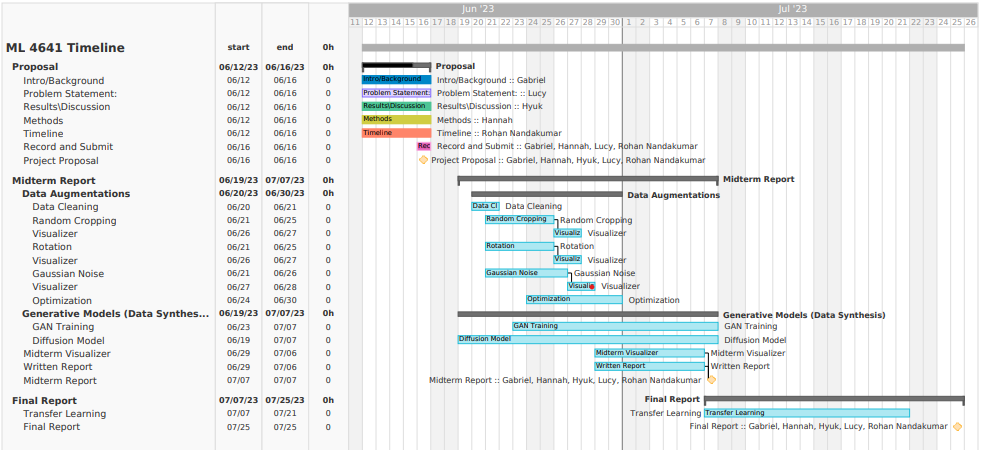 Jun '23 Jul '23
11 12 13 14 15 16 17 18 19 20 21 22 23 24 25 26 27 28 29 30 1 2 3 4 5 6 7 8 9 10 11 12 13 14 15 16 17 18 19 20 21 22 23 24 25 26
ML 4641 Timeline start end 0h
Proposal 06/12/23 06/16/23 0h Proposal
Intro/Background 06/12 06/16 0 Intro/Background Intro/Background :: Gabriel
Problem Statement: 06/12 06/16 0 Problem Statement: Problem Statement: :: Lucy
Results\Discussion 06/12 06/16 0 Results\Discussion Results\Discussion :: Hyuk
Methods 06/12 06/16 0 Methods Methods :: Hannah
Timeline 06/12 06/16 0 Timeline Timeline :: Rohan Nandakumar
Record and Submit 06/16 06/16 0 Rec Record and Submit :: Gabriel, Hannah, Lucy, Rohan Nandakumar
Project Proposal 06/16 06/16 0 Project Proposal :: Gabriel, Hannah, Hyuk, Lucy, Rohan Nandakumar
Midterm Report 06/19/23 07/07/23 0h Midterm Report
Data Augmentations 06/20/23 06/30/23 0h Data Augmentations
Data Cleaning 06/20 06/21 0 Data Cl Data Cleaning
Random Cropping 06/21 06/25 0 Random Cropping Random Cropping
Visualizer 06/26 06/27 0 Visualiz Visualizer
Rotation 06/21 06/25 0 Rotation Rotation
Visualizer 06/26 06/27 0 Visualiz Visualizer
Gaussian Noise 06/21 06/26 0 Gaussian Noise Gaussian Noise
Visualizer 06/27 06/28 0 Visuali Visualizer
Optimization 06/24 06/30 0 Optimization Optimization
Generative Models (Data Synthes... 06/19/23 07/07/23 0h Generative Models (Data Synthesis)
GAN Training 06/23 07/07 0 GAN Training GAN Training
Diffusion Model 06/19 07/07 0 Diffusion Model Diffusion Model
Midterm Visualizer 06/29 07/06 0 Midterm Visualizer Midterm Visualizer
Written Report 06/29 07/06 0 Written Report Written Report
Midterm Report 07/07 07/07 0 Midterm Report :: Gabriel, Hannah, Hyuk, Lucy, Rohan Nandakumar
Final Report 07/07/23 07/25/23 0h Final Report
Transfer Learning 07/07 07/21 0 Transfer Learning Transfer Learning
Final Report 07/25 07/25 0 Final Report :: Gabriel, Hannah, Hyuk, Lucy, Rohan Nandakumar